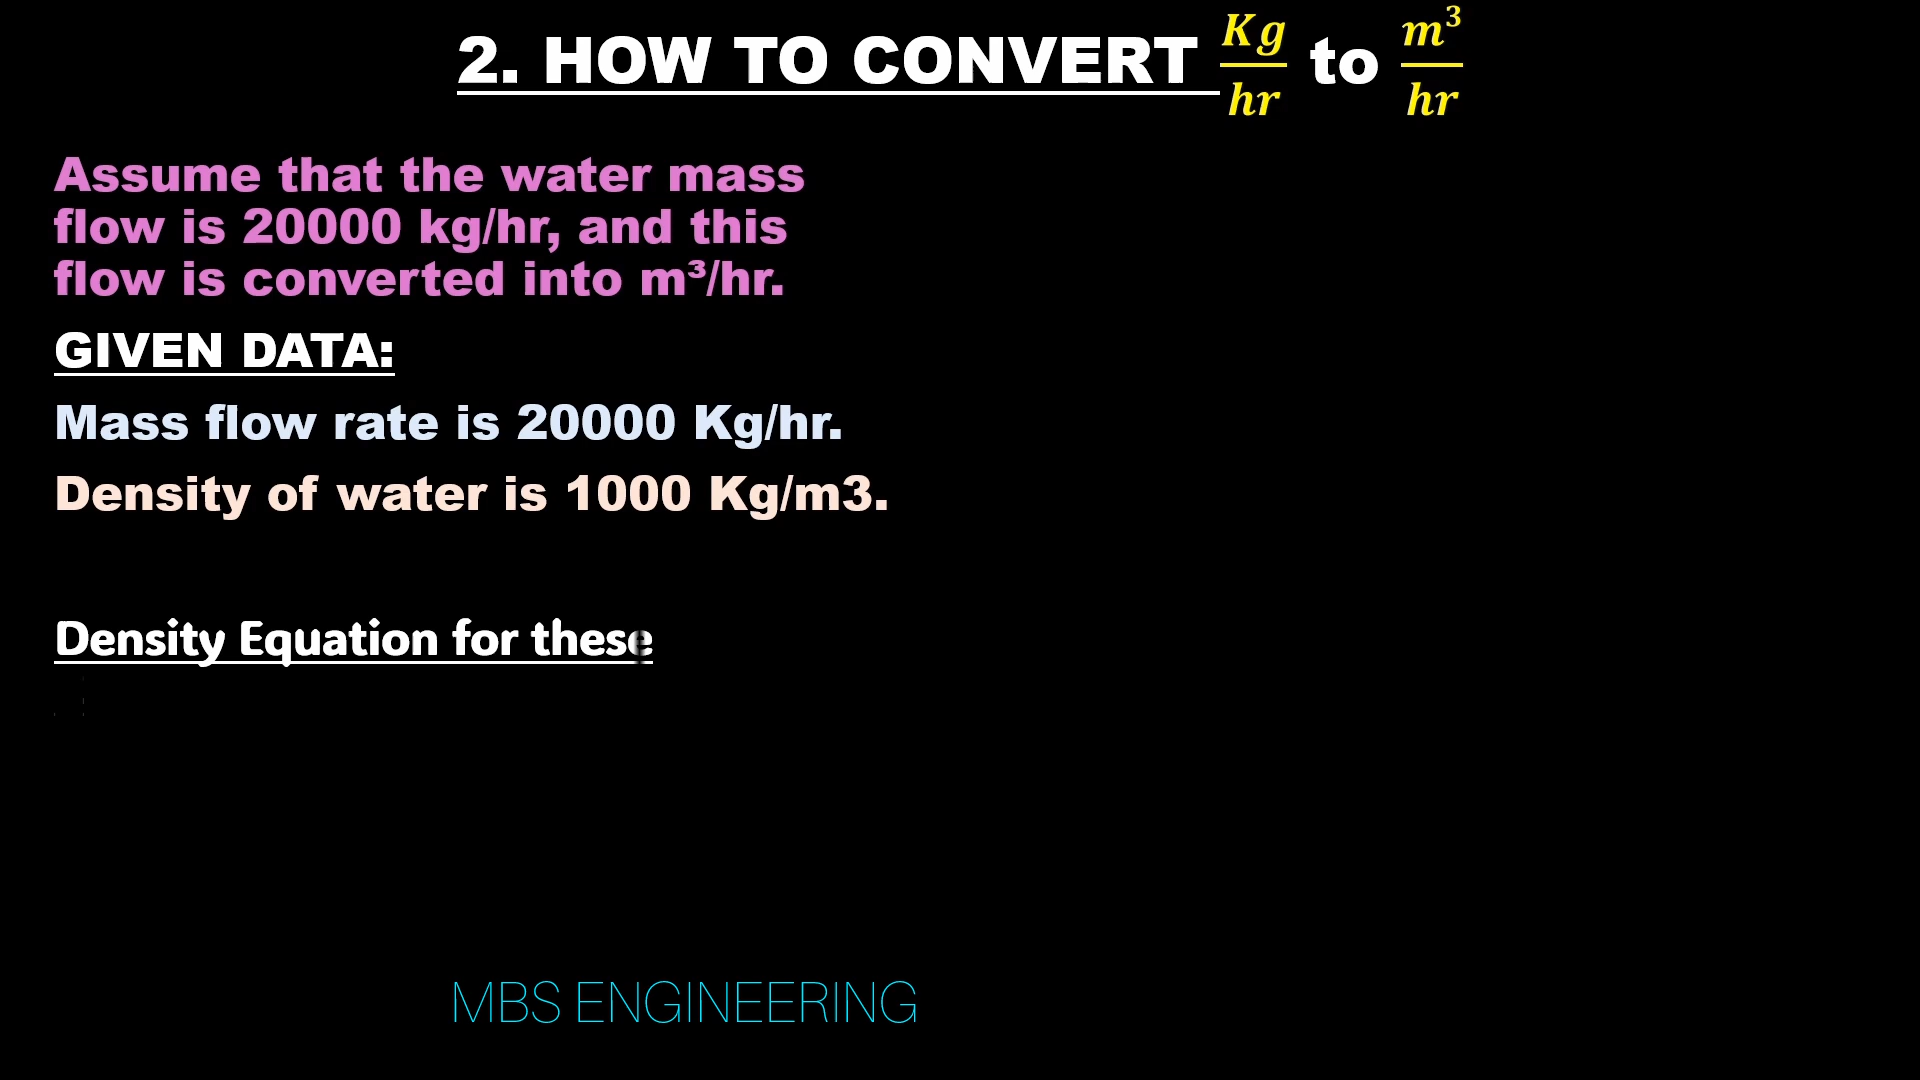 2. HOW TO CONVERT Kg/hr to m³/hr
Assume that the water mass
flow is 20000 kg/hr, and this
flow is converted into m³/hr.
GIVEN DATA:
Mass flow rate is 20000 Kg/hr.
Density of water is 1000 Kg/m3.
Density Equation for these
MBS ENGINEERING